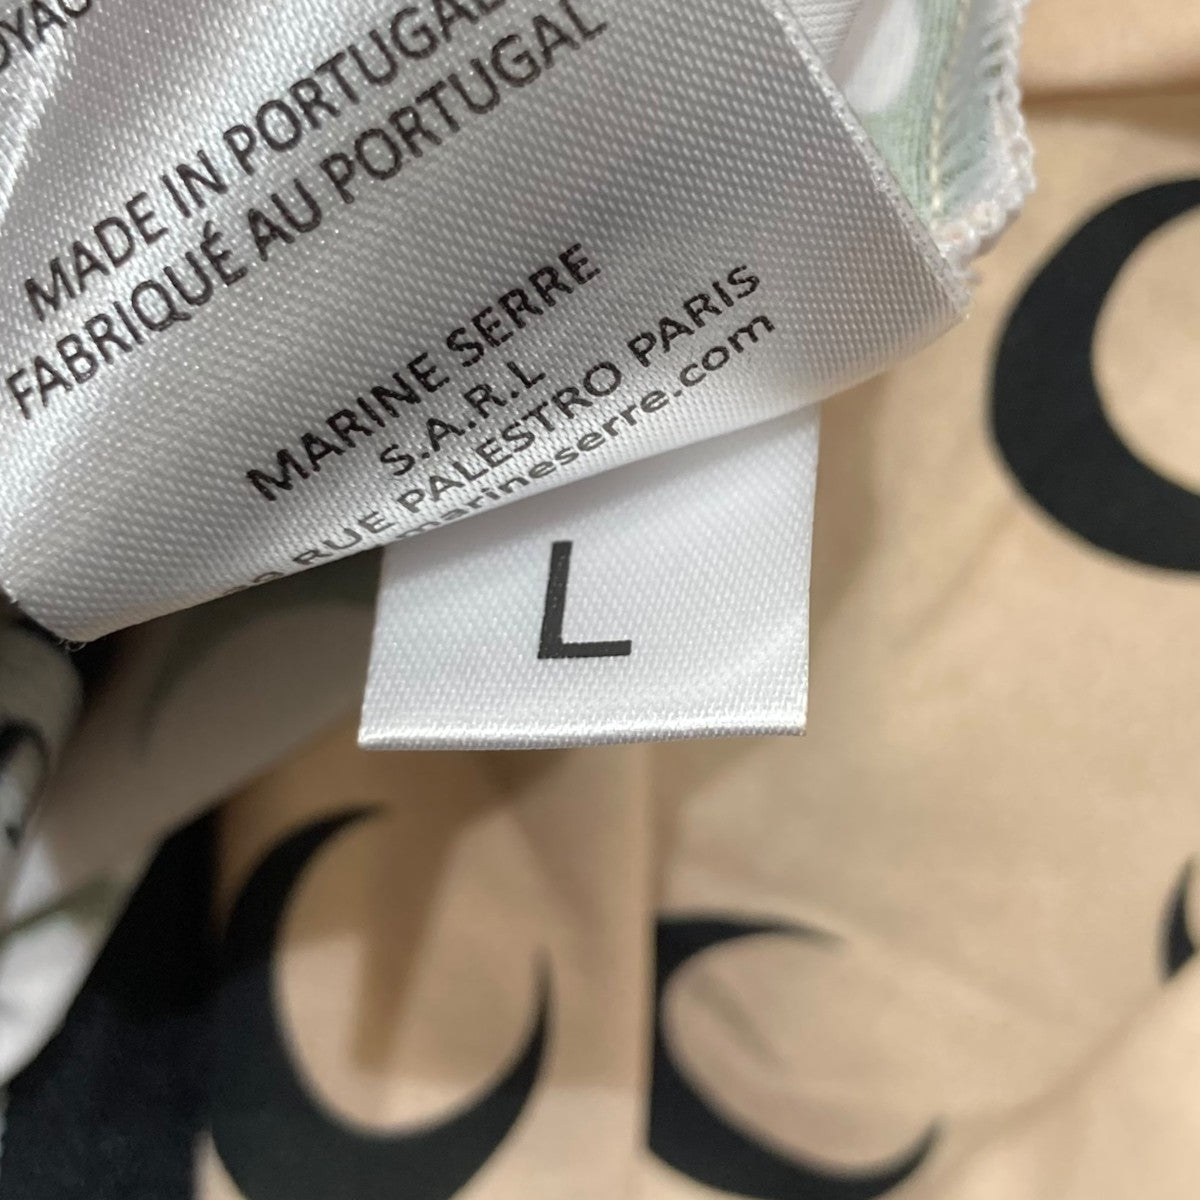 MADE IN PORTUGAL
FABRIQUÉ AU PORTUGAL
MARINE SERRE
S.A.R.L
RUE PALESTRO PARIS
marineserre.com
L